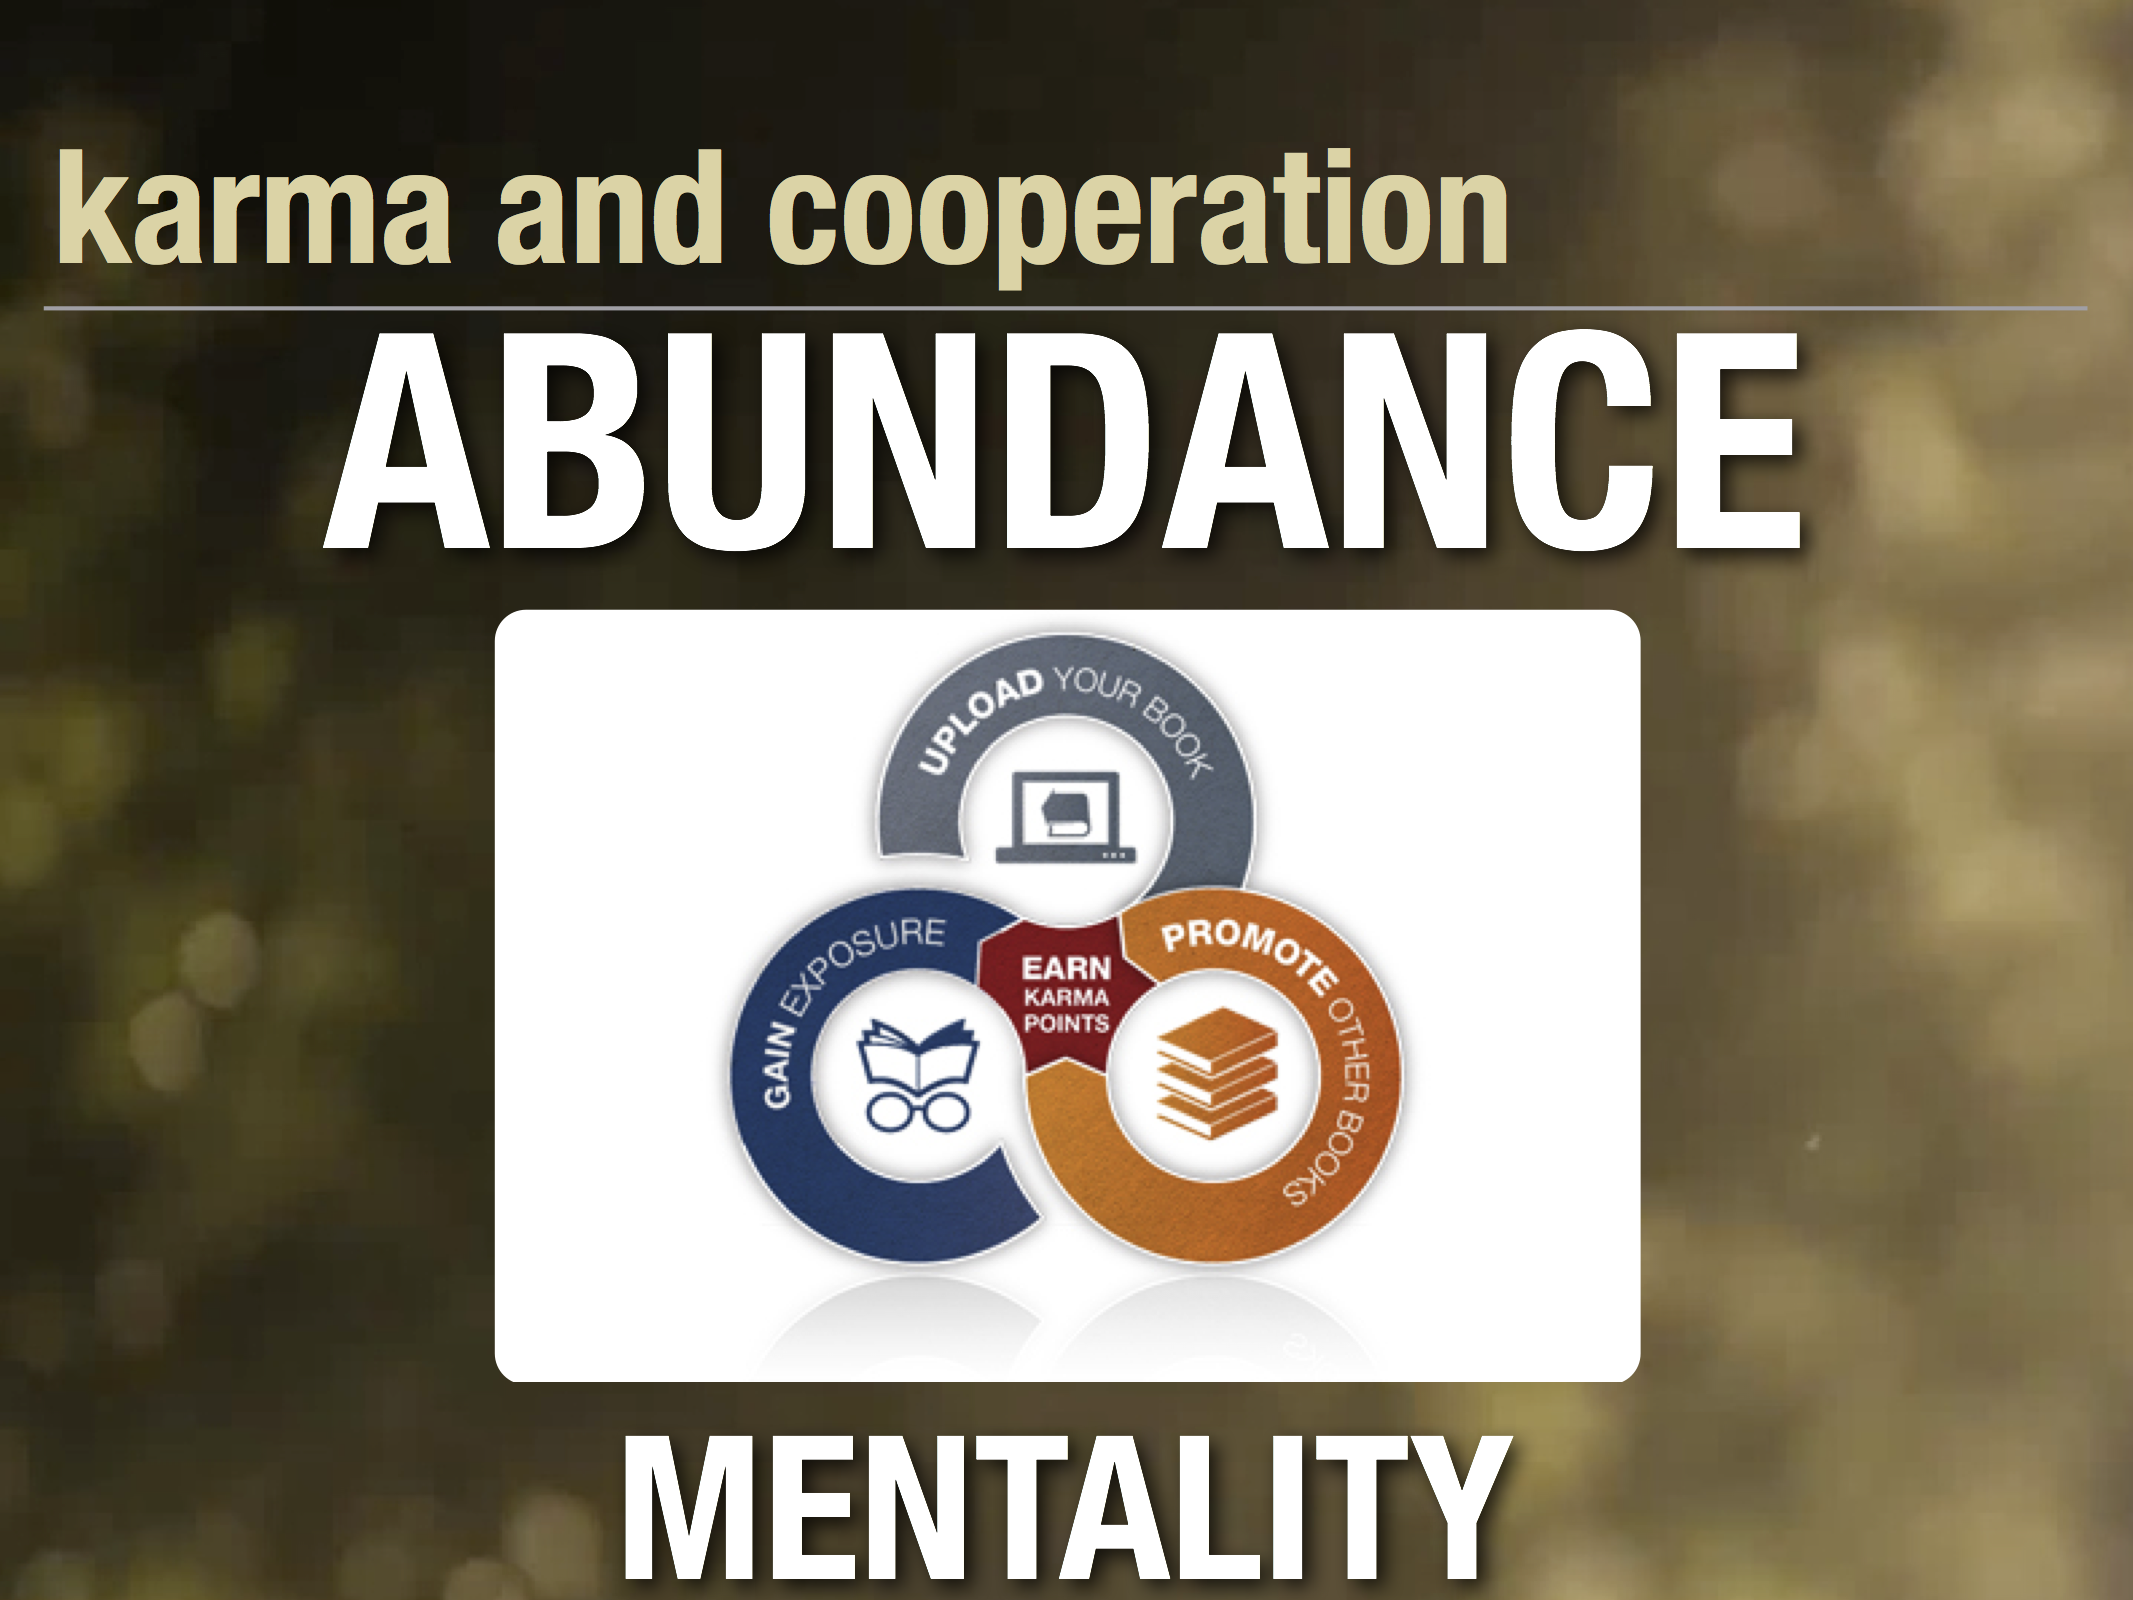 karma and cooperation
ABUNDANCE
UPLOAD YOUR BOOK
GAIN EXPOSURE
EARN
KARMA
POINTS
PROMOTE OTHER BOOKS
MENTALITY